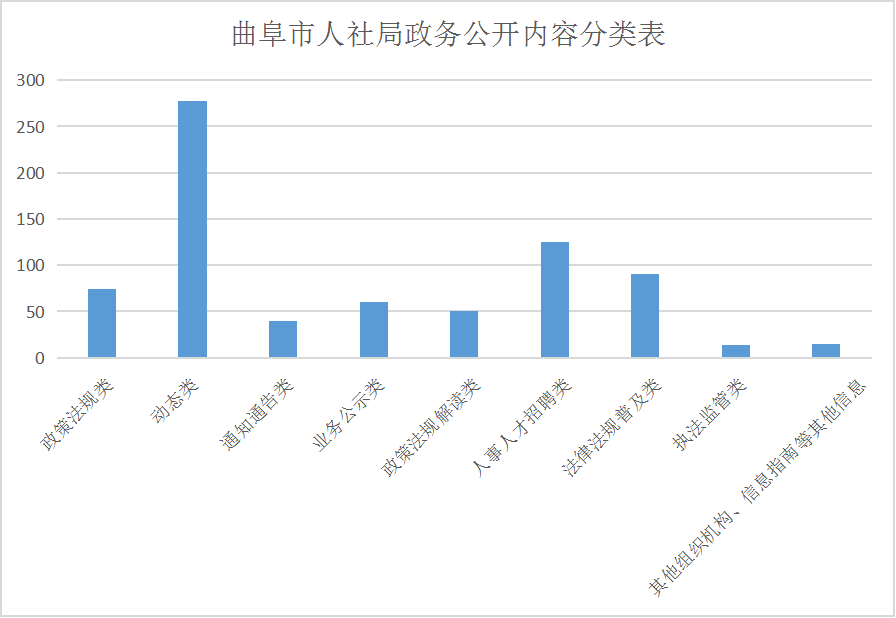 曲阜市人社局政务公开内容分类表
300
250
200
150
100
50
0
政策法规类
动态类
通知通告类
业务公示类
政策法规解读类
人事人才招聘类
法律法规普及类
执法监管类
其他组织机构、信息指南等其他信息